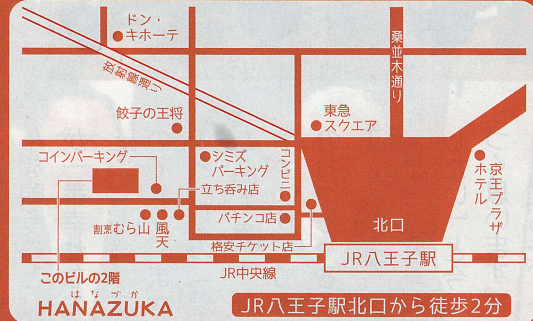 ドン・
キホーテ
放射線通り
桑並木通り
餃子の王将
東急
スクエア
コインパーキング
シミズ
パーキング
コンビニ
立ち呑み店
京王プラザ
ホテル
割烹 むら山
風天
パチンコ店
北口
格安チケット店
JR八王子駅
JR中央線
このビルの2階
はなづか
HANAZUKA
JR八王子駅北口から徒歩2分